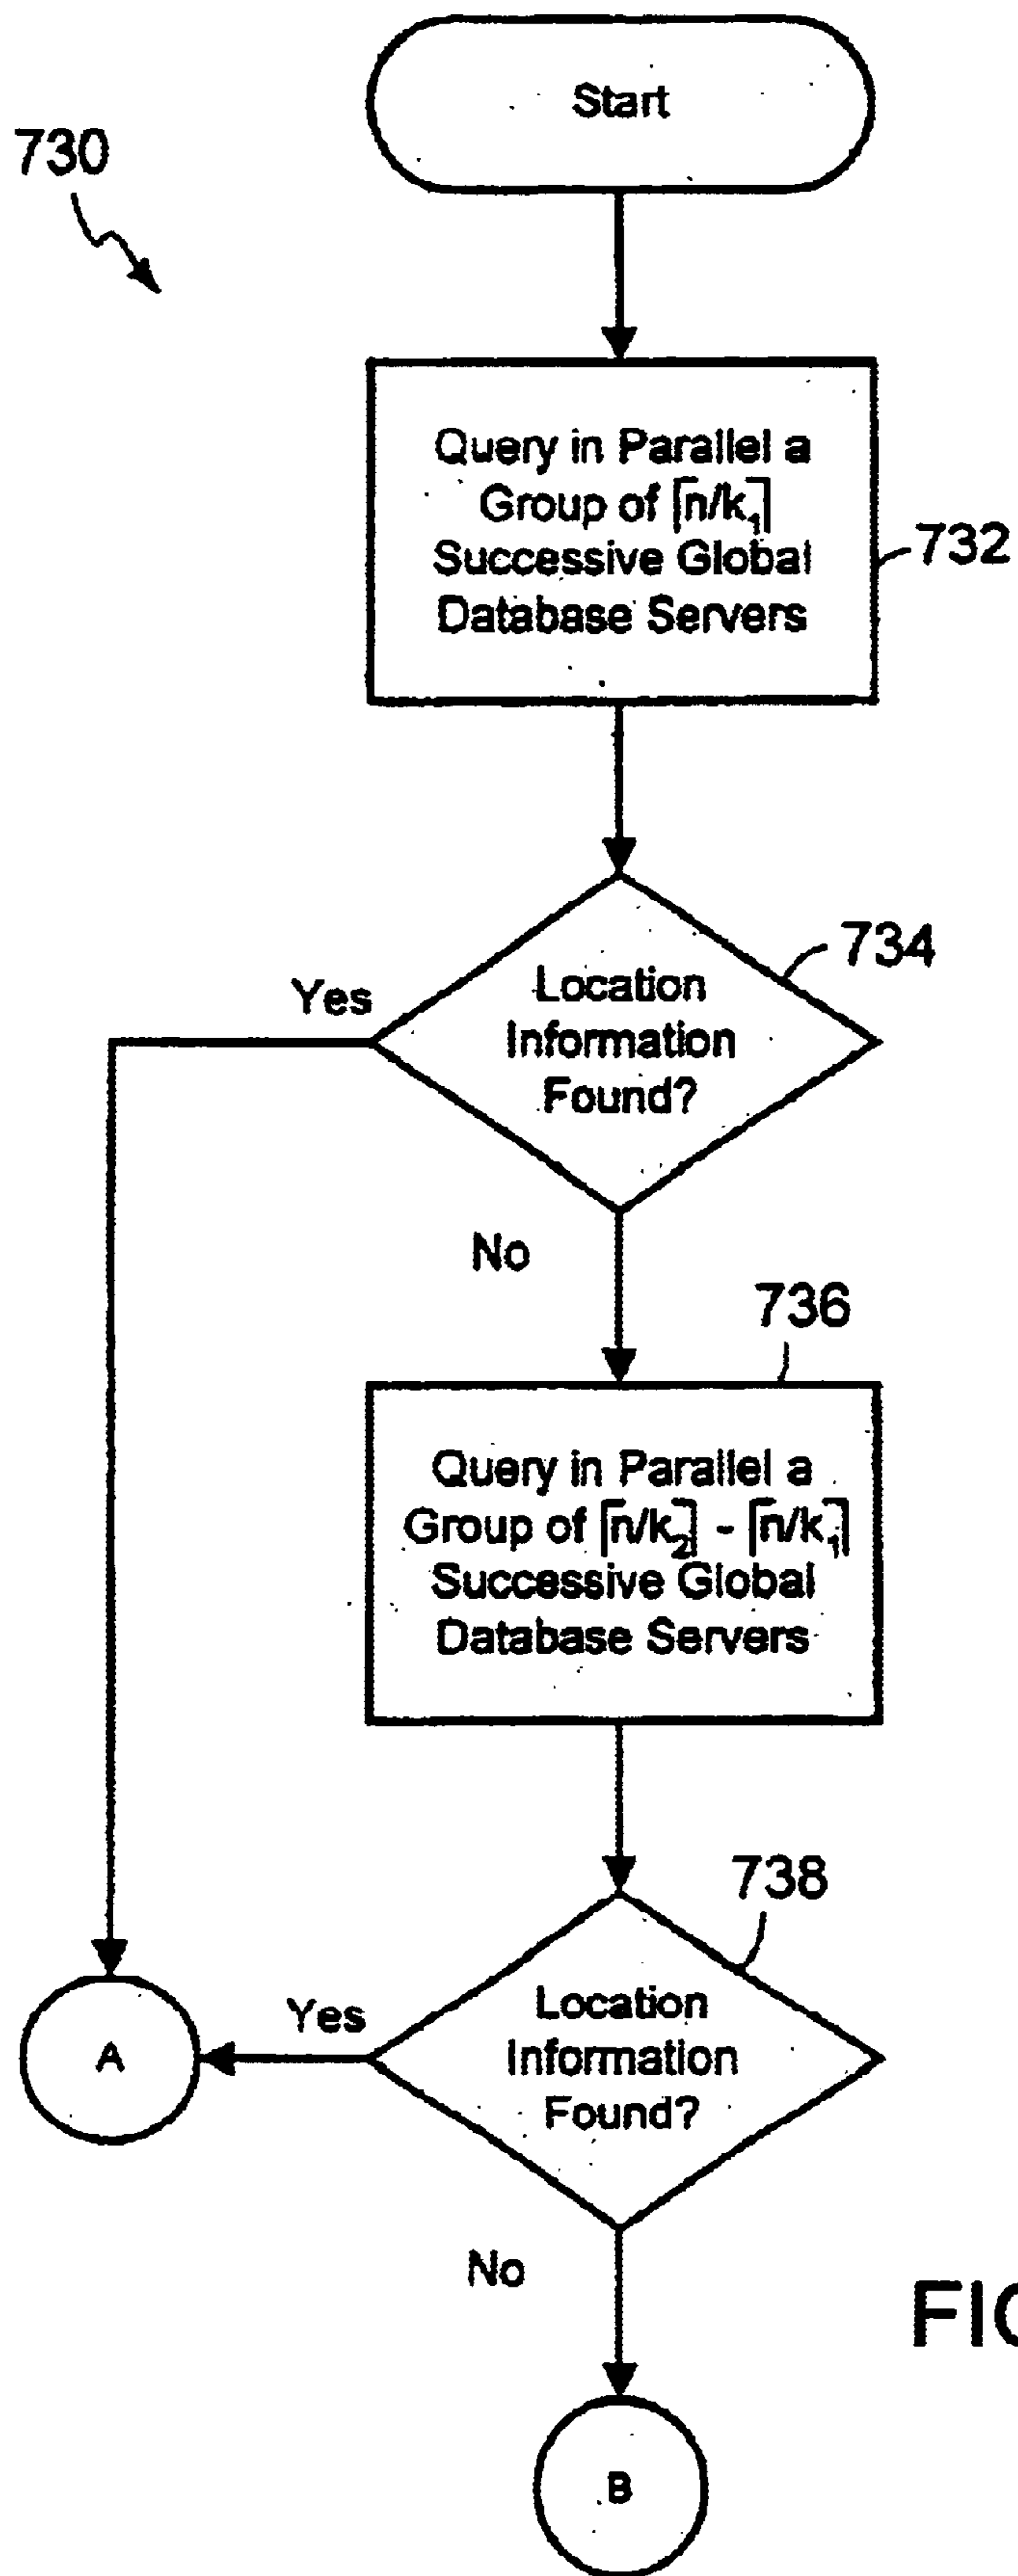 Start
730
Query in Parallel a
Group of ⌈n/k₁⌉
Successive Global
Database Servers
732
734
Yes
Location
Information
Found?
No
736
Query in Parallel a
Group of ⌈n/k₂⌉ - ⌈n/k₁⌉
Successive Global
Database Servers
738
A
Yes
Location
Information
Found?
No
B